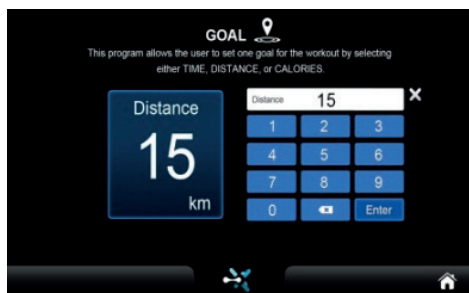 GOAL
This program allows the user to set one goal for the workout by selecting
either TIME, DISTANCE, or CALORIES.
Distance
15
km
Distance 15
1 2 3
4 5 6
7 8 9
0 Enter